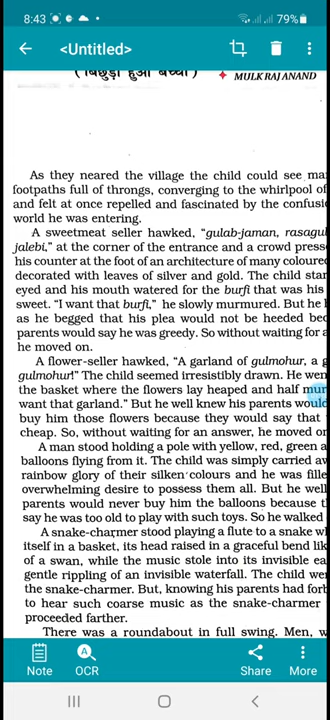 8:43
79%
<Untitled>
(बिछुड़ा हुआ बच्चा)
MULK RAJ ANAND
As they neared the village the child could see ma
footpaths full of throngs, converging to the whirlpool of
and felt at once repelled and fascinated by the confusi
world he was entering.
A sweetmeat seller hawked, “gulab-jaman, rasagul
jalebi,” at the corner of the entrance and a crowd press
his counter at the foot of an architecture of many coloure
decorated with leaves of silver and gold. The child star
eyed and his mouth watered for the burfi that was his
sweet. “I want that burfi,” he slowly murmured. But he
as he begged that his plea would not be heeded bec
parents would say he was greedy. So without waiting for a
he moved on.
A flower-seller hawked, “A garland of gulmohur, a g
gulmohur!” The child seemed irresistibly drawn. He wen
the basket where the flowers lay heaped and half mur
want that garland.” But he well knew his parents would
buy him those flowers because they would say that
cheap. So, without waiting for an answer, he moved on
A man stood holding a pole with yellow, red, green a
balloons flying from it. The child was simply carried aw
rainbow glory of their silken colours and he was fille
overwhelming desire to possess them all. But he well
parents would never buy him the balloons because t
say he was too old to play with such toys. So he walked
A snake-charmer stood playing a flute to a snake wh
itself in a basket, its head raised in a graceful bend lik
of a swan, while the music stole into its invisible ea
gentle rippling of an invisible waterfall. The child wen
the snake-charmer. But, knowing his parents had forb
to hear such coarse music as the snake-charmer
proceeded farther.
There was a roundabout in full swing. Men, w
Note
OCR
Share
More